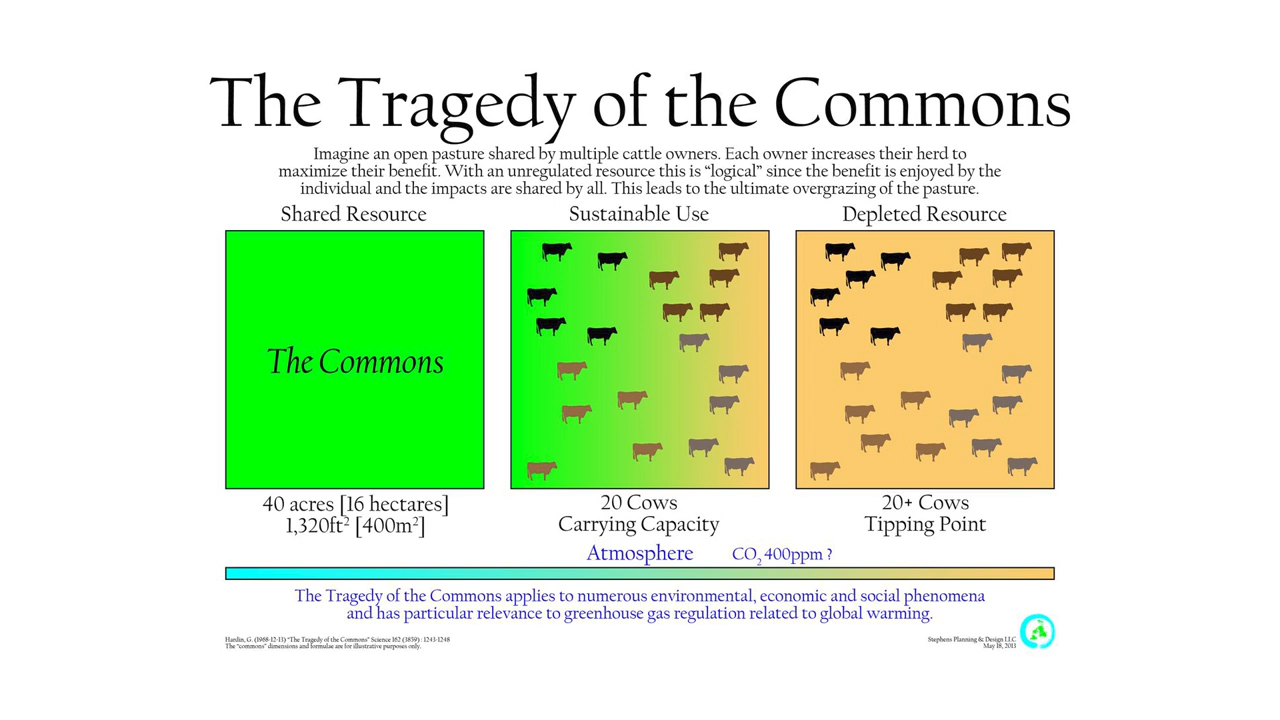 The Tragedy of the Commons
Imagine an open pasture shared by multiple cattle owners. Each owner increases their herd to
maximize their benefit. With an unregulated resource this is “logical” since the benefit is enjoyed by the
individual and the impacts are shared by all. This leads to the ultimate overgrazing of the pasture.
Shared Resource
Sustainable Use
Depleted Resource
The Commons
40 acres [16 hectares]
1,320ft² [400m²]
20 Cows
Carrying Capacity
20+ Cows
Tipping Point
Atmosphere
CO₂ 400ppm ?
The Tragedy of the Commons applies to numerous environmental, economic and social phenomena
and has particular relevance to greenhouse gas regulation related to global warming.
Hardin, G. (1968-12-13) “The Tragedy of the Commons” Science 162 (3859) : 1243-1248
The “commons” dimensions and formulae are for illustrative purposes only.
Stephens Planning & Design LLC
May 18, 2013